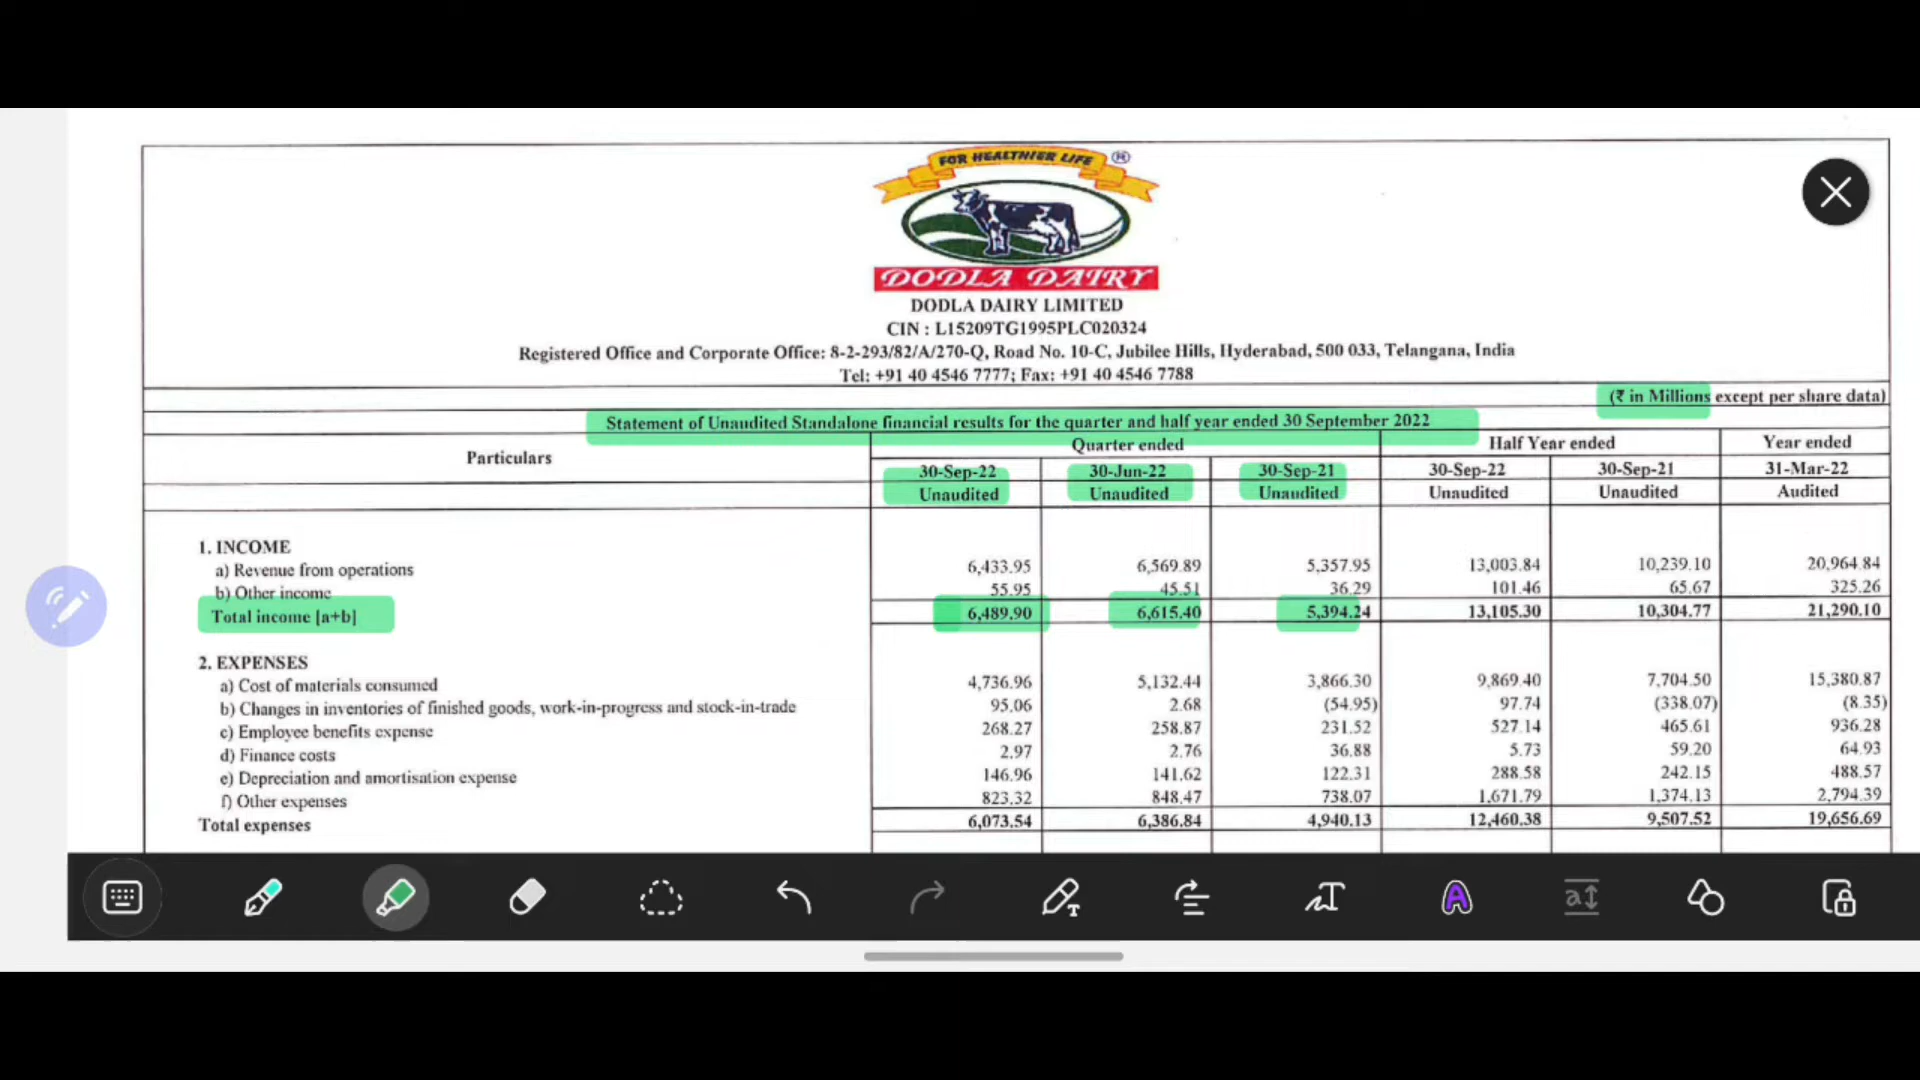 FOR HEALTHIER LIFE ®
DODLA DAIRY
DODLA DAIRY LIMITED
CIN : L15209TG1995PLC020324
Registered Office and Corporate Office: 8-2-293/82/A/270-Q, Road No. 10-C, Jubilee Hills, Hyderabad, 500 033, Telangana, India
Tel: +91 40 4546 7777; Fax: +91 40 4546 7788
(₹ in Millions except per share data)
Statement of Unaudited Standalone financial results for the quarter and half year ended 30 September 2022
Particulars Quarter ended Half Year ended Year ended
30-Sep-22 30-Jun-22 30-Sep-21 30-Sep-22 30-Sep-21 31-Mar-22
Unaudited Unaudited Unaudited Unaudited Unaudited Audited
1. INCOME
a) Revenue from operations 6,433.95 6,569.89 5,357.95 13,003.84 10,239.10 20,964.84
b) Other income 55.95 45.51 36.29 101.46 65.67 325.26
Total income [a+b] 6,489.90 6,615.40 5,394.24 13,105.30 10,304.77 21,290.10
2. EXPENSES
a) Cost of materials consumed 4,736.96 5,132.44 3,866.30 9,869.40 7,704.50 15,380.87
b) Changes in inventories of finished goods, work-in-progress and stock-in-trade 95.06 2.68 (54.95) 97.74 (338.07) (8.35)
c) Employee benefits expense 268.27 258.87 231.52 527.14 465.61 936.28
d) Finance costs 2.97 2.76 36.88 5.73 59.20 64.93
e) Depreciation and amortisation expense 146.96 141.62 122.31 288.58 242.15 488.57
f) Other expenses 823.32 848.47 738.07 1,671.79 1,374.13 2,794.39
Total expenses 6,073.54 6,386.84 4,940.13 12,460.38 9,507.52 19,656.69